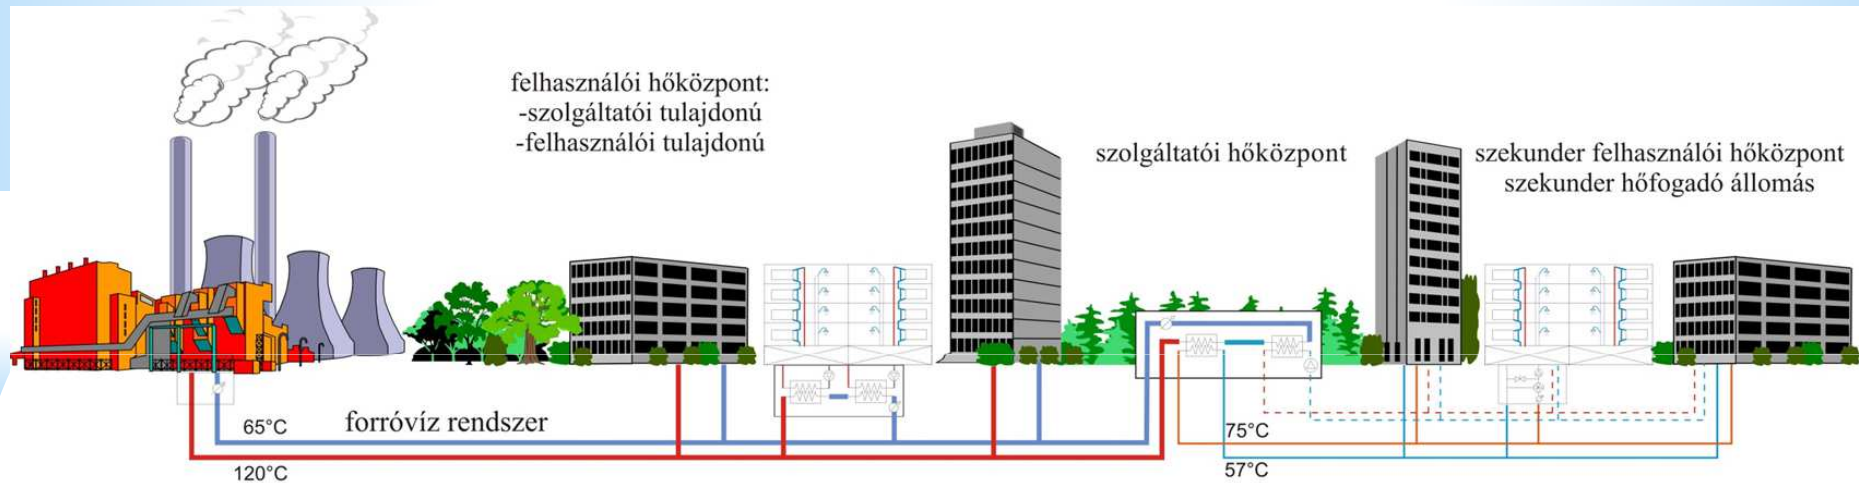 felhasználói hőközpont:
-szolgáltatói tulajdonú
-felhasználói tulajdonú
szolgáltatói hőközpont
szekunder felhasználói hőközpont
szekunder hőfogadó állomás
65°C
forróvíz rendszer
120°C
75°C
57°C